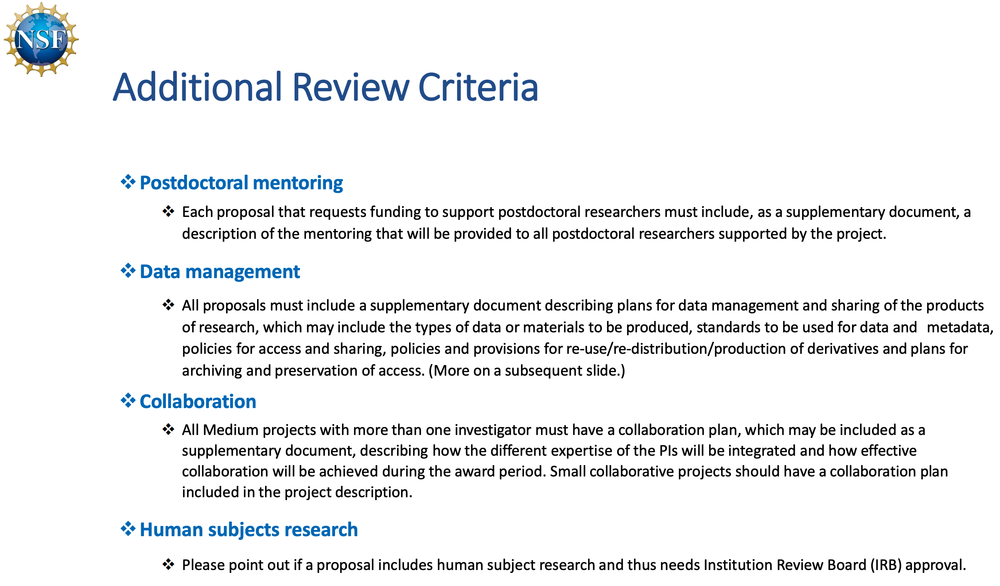 NSF
Additional Review Criteria
Postdoctoral mentoring
Each proposal that requests funding to support postdoctoral researchers must include, as a supplementary document, a
description of the mentoring that will be provided to all postdoctoral researchers supported by the project.
Data management
All proposals must include a supplementary document describing plans for data management and sharing of the products
of research, which may include the types of data or materials to be produced, standards to be used for data and metadata,
policies for access and sharing, policies and provisions for re-use/re-distribution/production of derivatives and plans for
archiving and preservation of access. (More on a subsequent slide.)
Collaboration
All Medium projects with more than one investigator must have a collaboration plan, which may be included as a
supplementary document, describing how the different expertise of the PIs will be integrated and how effective
collaboration will be achieved during the award period. Small collaborative projects should have a collaboration plan
included in the project description.
Human subjects research
Please point out if a proposal includes human subject research and thus needs Institution Review Board (IRB) approval.